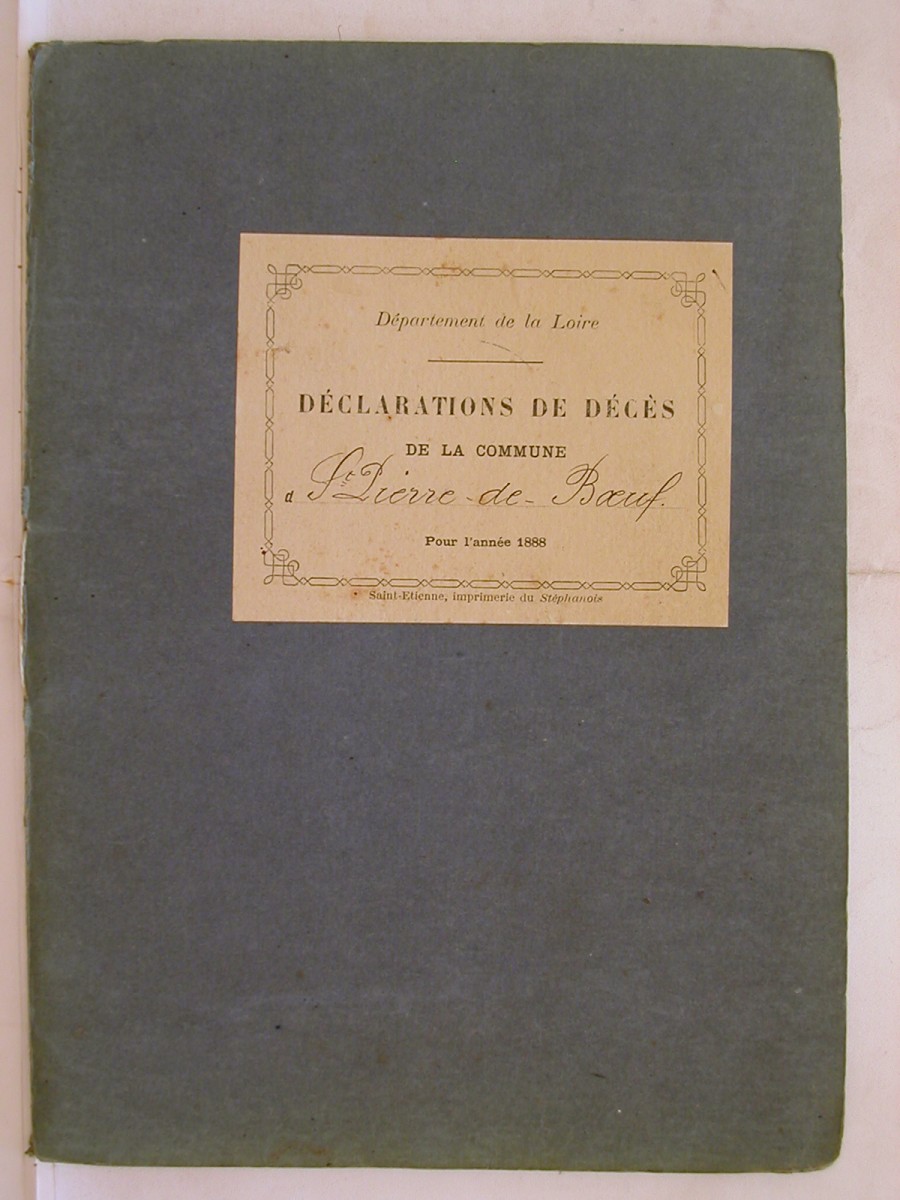 Département de la Loire
DÉCLARATIONS DE DÉCÈS
DE LA COMMUNE
d St Pierre-de-Bœuf.
Pour l'année 1888
Saint-Etienne, imprimerie du Stéphanois